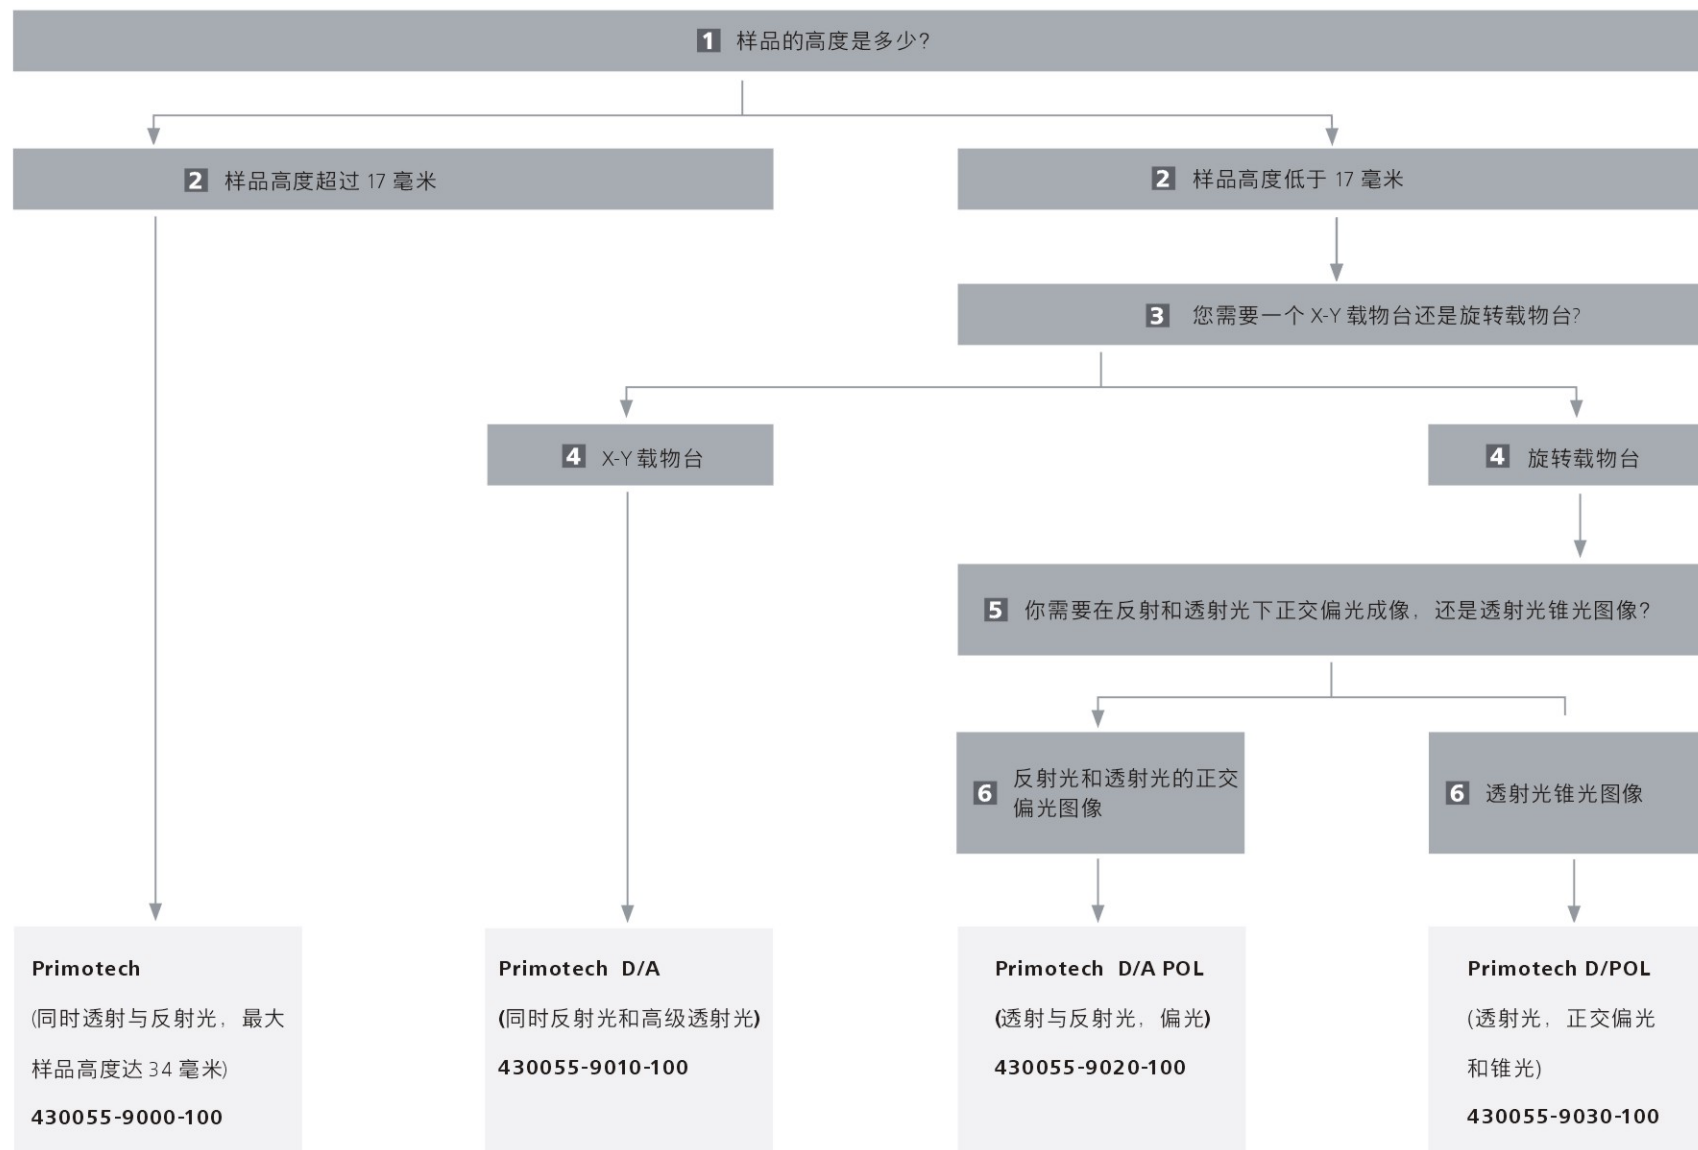 1 样品的高度是多少?
2 样品高度超过 17 毫米
2 样品高度低于 17 毫米
3 您需要一个 X-Y 载物台还是旋转载物台?
4 X-Y 载物台
4 旋转载物台
5 你需要在反射和透射光下正交偏光成像，还是透射光锥光图像?
6 反射光和透射光的正交
偏光图像
6 透射光锥光图像
Primotech
(同时透射与反射光，最大
样品高度达 34 毫米)
430055-9000-100
Primotech D/A
(同时反射光和高级透射光)
430055-9010-100
Primotech D/A POL
(透射与反射光，偏光)
430055-9020-100
Primotech D/POL
(透射光，正交偏光
和锥光)
430055-9030-100